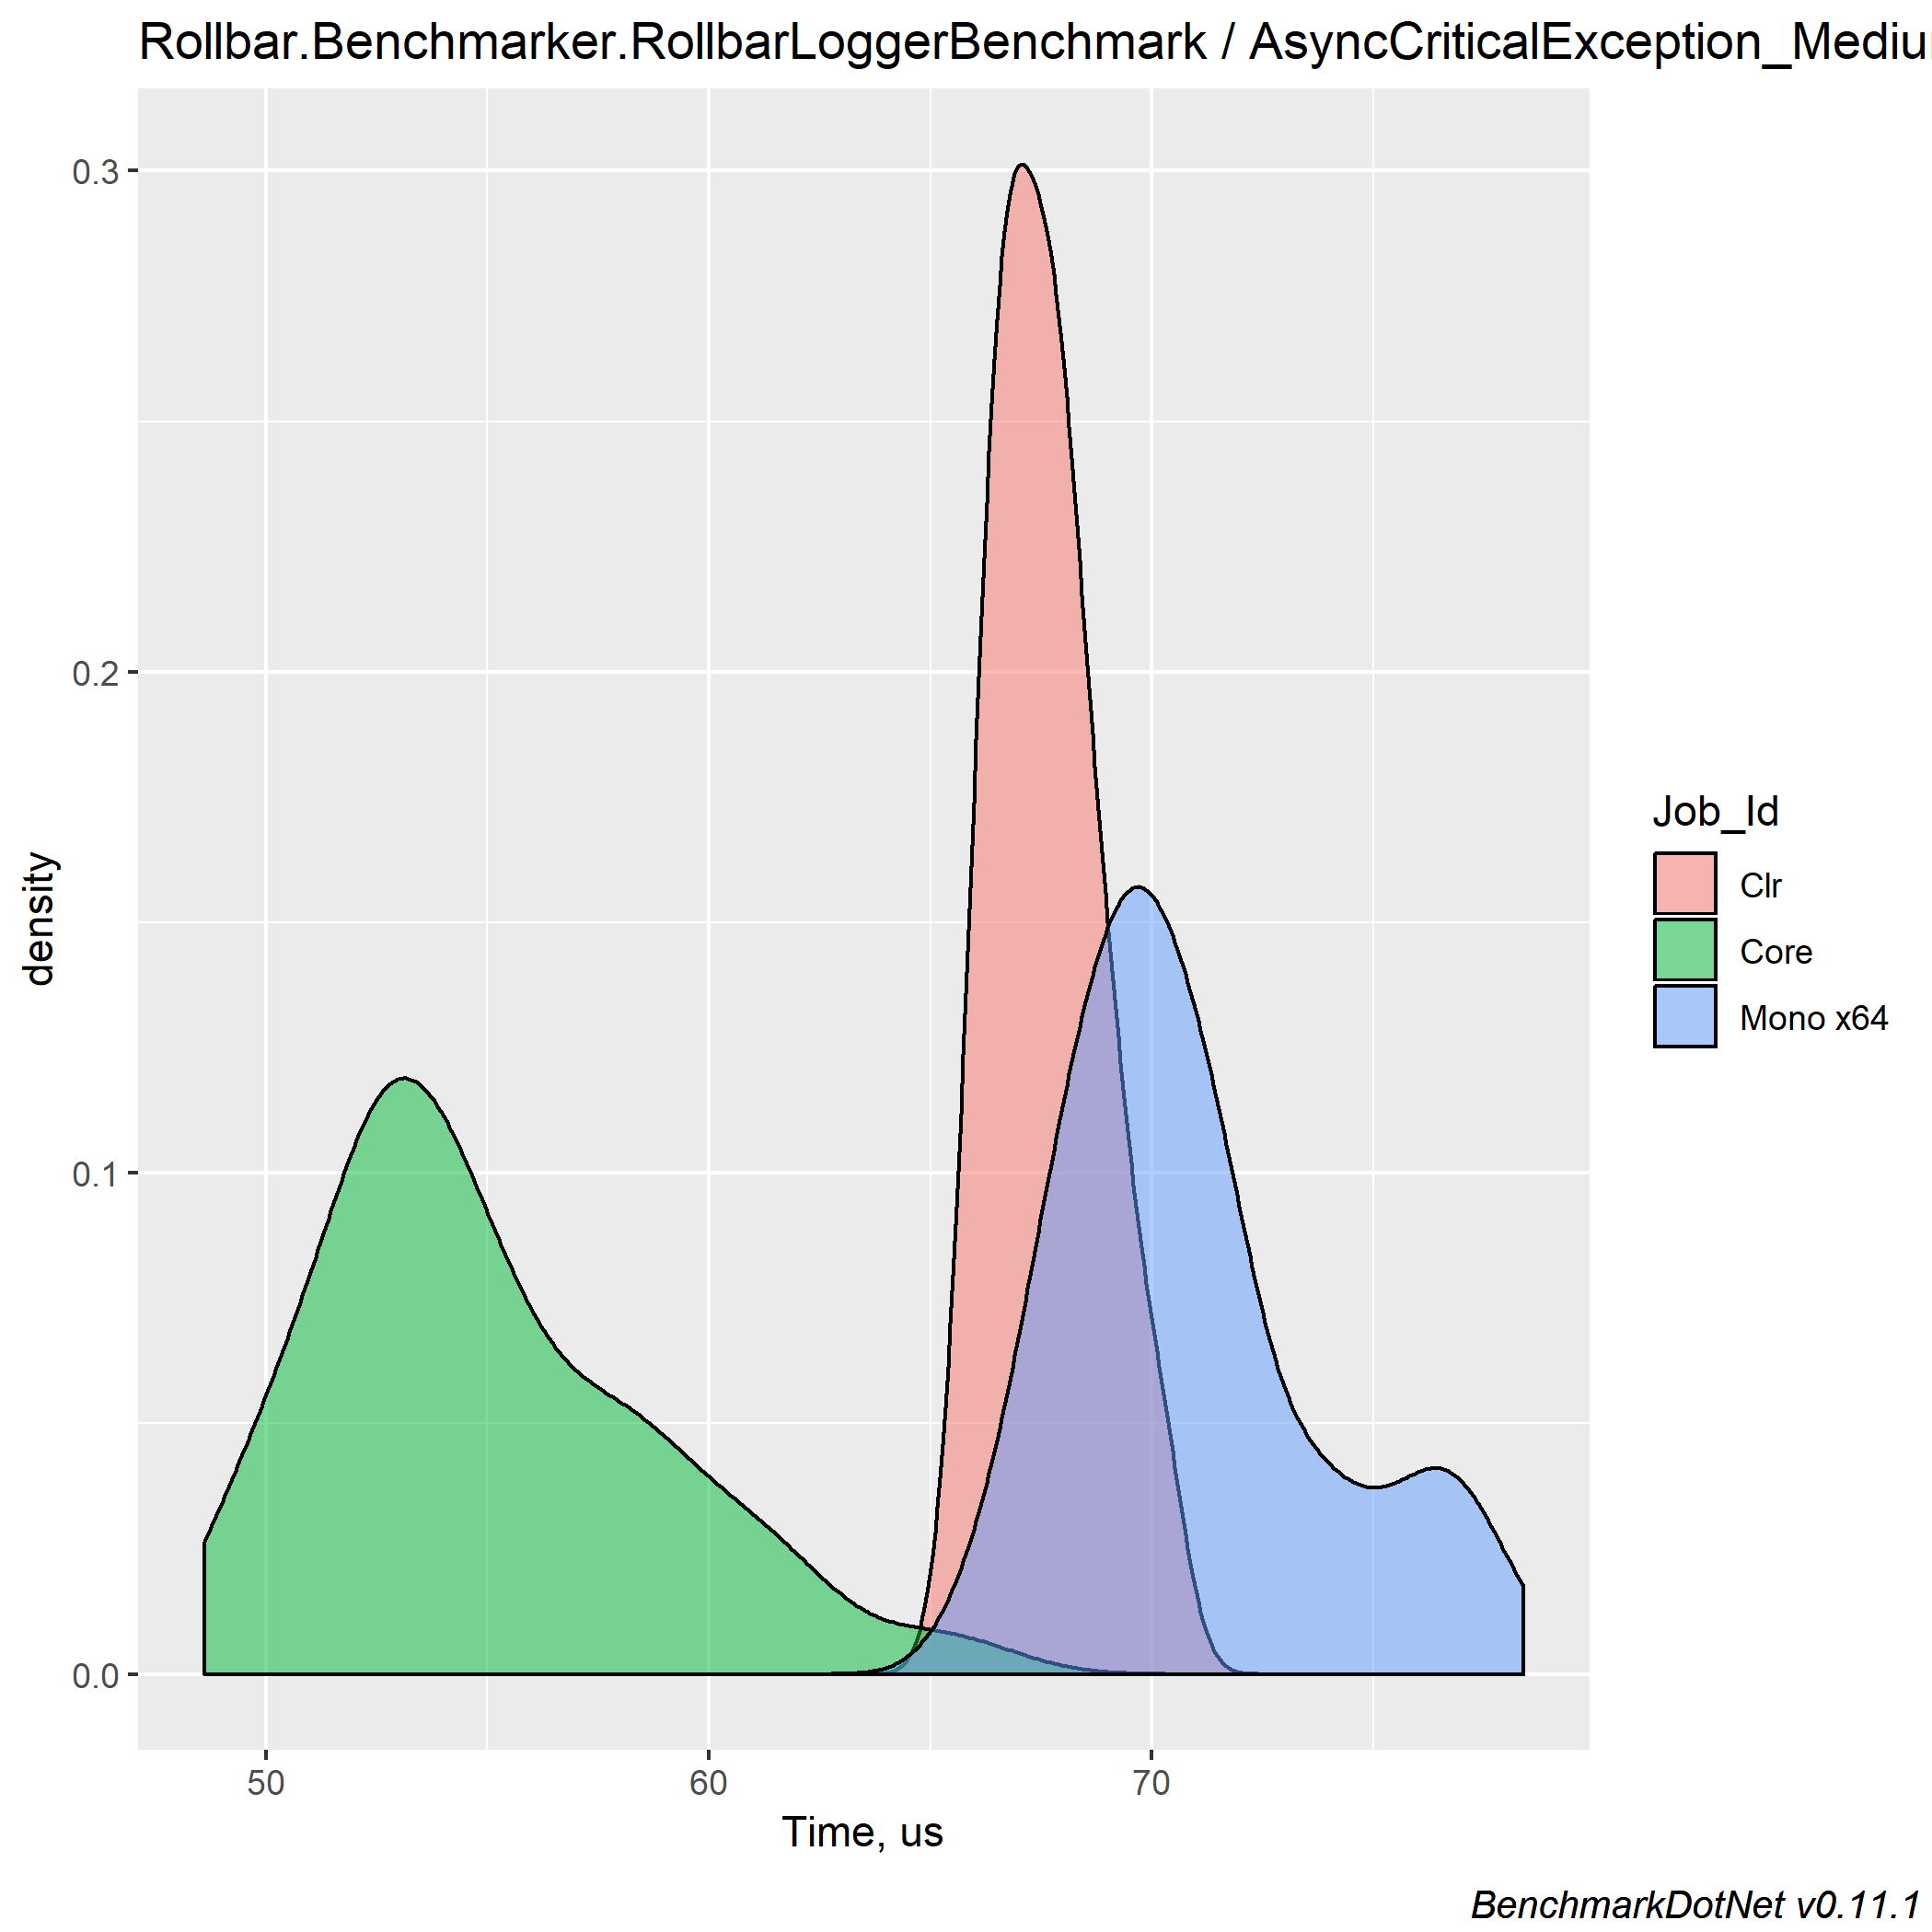 Rollbar.Benchmarker.RollbarLoggerBenchmark / AsyncCriticalException_Mediu
0.3
0.2
0.1
0.0
density
50 60 70
Time, us
Job_Id
Clr
Core
Mono x64
BenchmarkDotNet v0.11.1